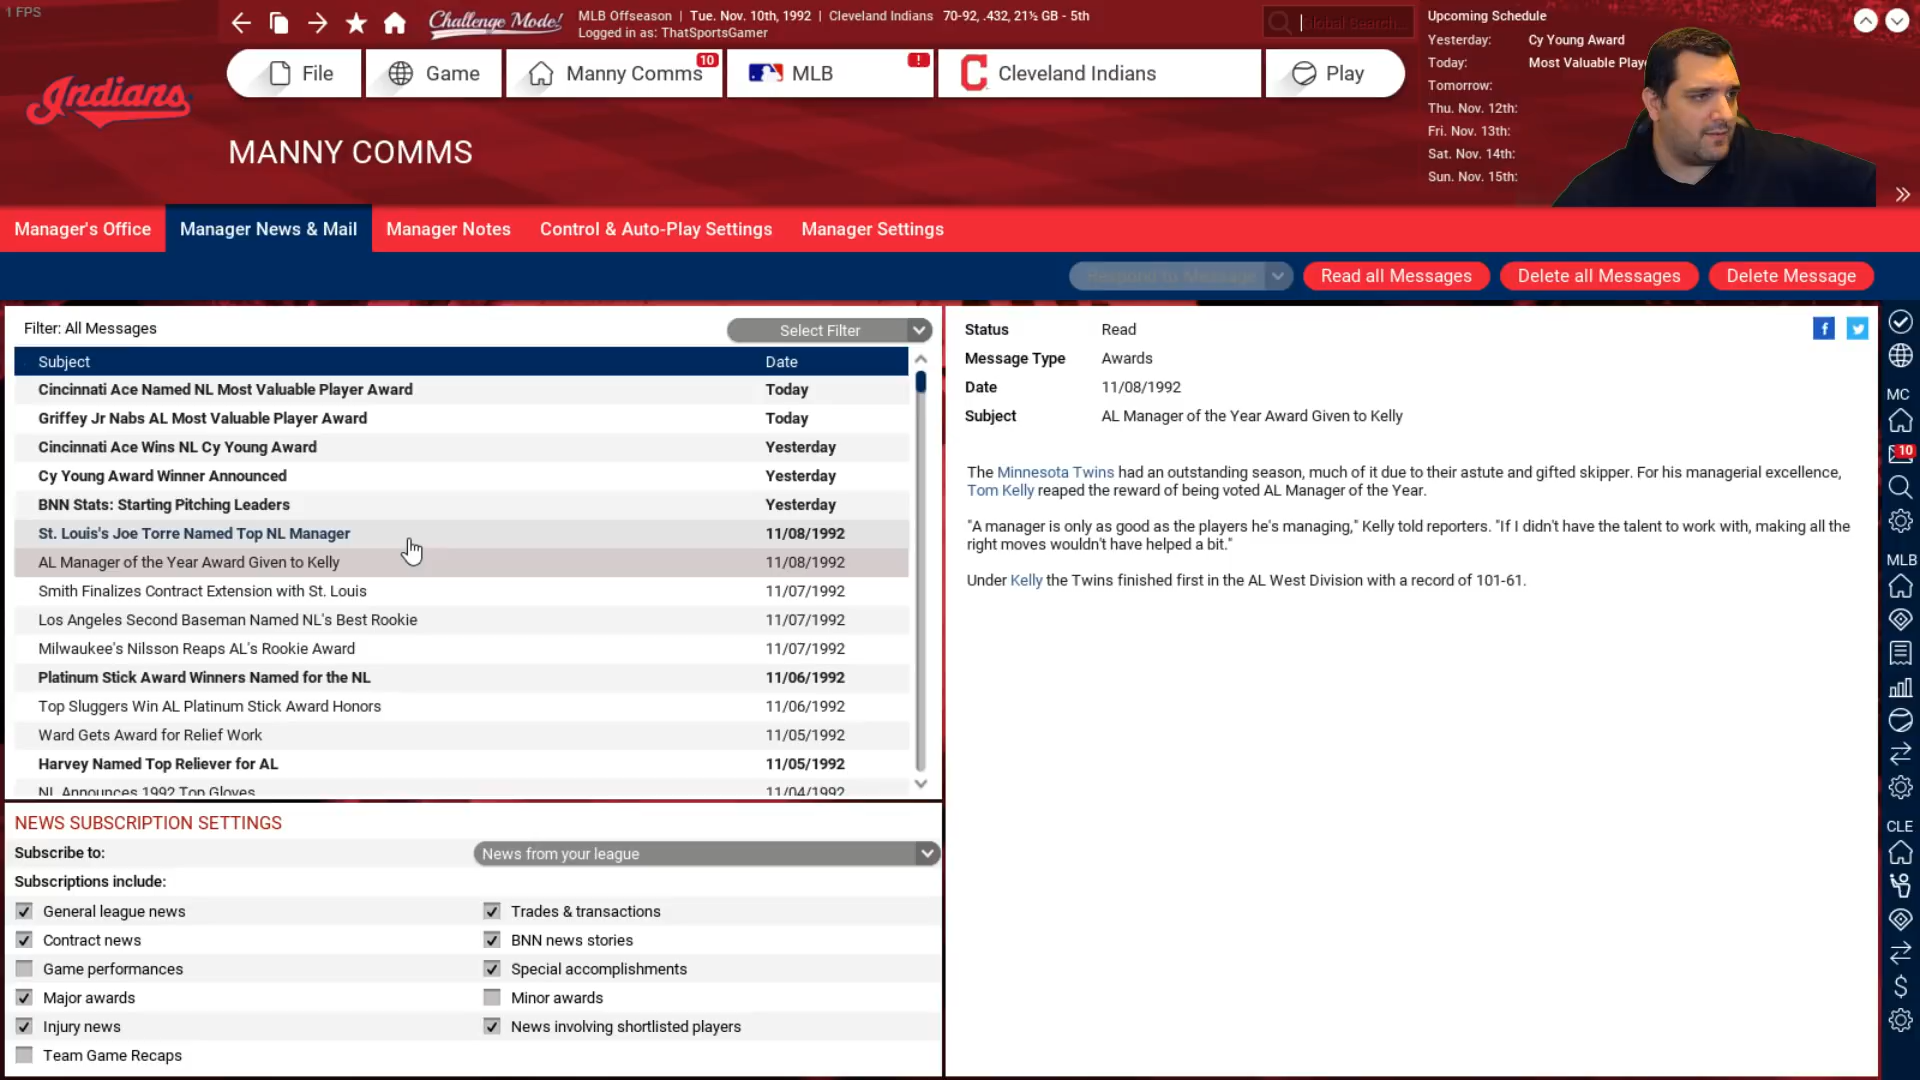 1 FPS
Challenge Mode!
MLB Offseason | Tue. Nov. 10th, 1992 | Cleveland Indians 70-92, .432, 21½ GB - 5th
Logged in as: ThatSportsGamer
Global Search...
Upcoming Schedule
Yesterday: Cy Young Award
Today: Most Valuable Playe
Tomorrow:
Thu. Nov. 12th:
Fri. Nov. 13th:
Sat. Nov. 14th:
Sun. Nov. 15th:
Indians
File
Game
Manny Comms 10
MLB !
Cleveland Indians
Play
MANNY COMMS
Manager's Office
Manager News & Mail
Manager Notes
Control & Auto-Play Settings
Manager Settings
Respond to Message
Read all Messages
Delete all Messages
Delete Message
Filter: All Messages
Select Filter
Subject Date
Cincinnati Ace Named NL Most Valuable Player Award Today
Griffey Jr Nabs AL Most Valuable Player Award Today
Cincinnati Ace Wins NL Cy Young Award Yesterday
Cy Young Award Winner Announced Yesterday
BNN Stats: Starting Pitching Leaders Yesterday
St. Louis's Joe Torre Named Top NL Manager 11/08/1992
AL Manager of the Year Award Given to Kelly 11/08/1992
Smith Finalizes Contract Extension with St. Louis 11/07/1992
Los Angeles Second Baseman Named NL's Best Rookie 11/07/1992
Milwaukee's Nilsson Reaps AL's Rookie Award 11/07/1992
Platinum Stick Award Winners Named for the NL 11/06/1992
Top Sluggers Win AL Platinum Stick Award Honors 11/06/1992
Ward Gets Award for Relief Work 11/05/1992
Harvey Named Top Reliever for AL 11/05/1992
NL Announces 1992 Top Gloves 11/04/1992
Status Read
Message Type Awards
Date 11/08/1992
Subject AL Manager of the Year Award Given to Kelly
The Minnesota Twins had an outstanding season, much of it due to their astute and gifted skipper. For his managerial excellence,
Tom Kelly reaped the reward of being voted AL Manager of the Year.
"A manager is only as good as the players he's managing," Kelly told reporters. "If I didn't have the talent to work with, making all the
right moves wouldn't have helped a bit."
Under Kelly the Twins finished first in the AL West Division with a record of 101-61.
NEWS SUBSCRIPTION SETTINGS
Subscribe to: News from your league
Subscriptions include:
General league news Trades & transactions
Contract news BNN news stories
Game performances Special accomplishments
Major awards Minor awards
Injury news News involving shortlisted players
Team Game Recaps
MC
10
MLB
CLE